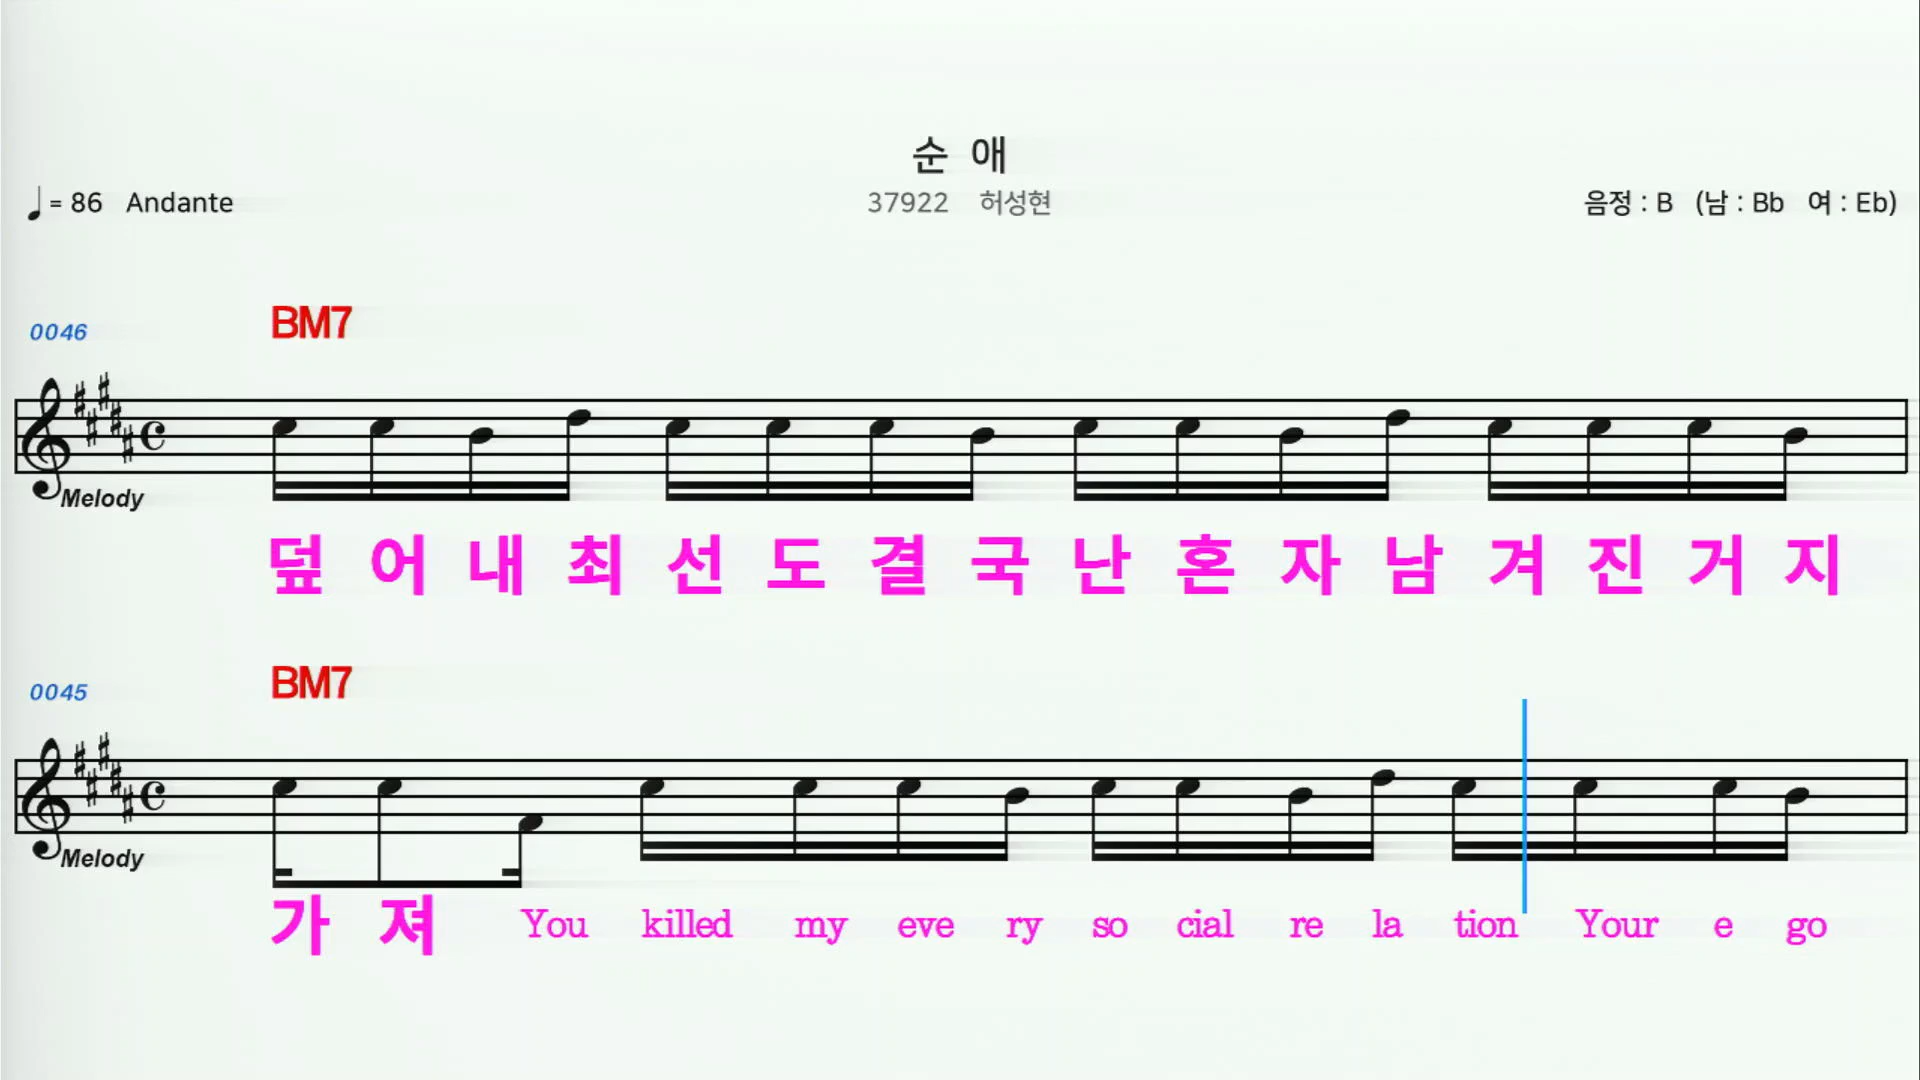 순 애
♩= 86 Andante
37922 허성현
음정 : B (남 : Bb 여 : Eb)
0046
BM7
Melody
덮 어 내 최 선 도 결 국 난 혼 자 남 겨 진 거 지
0045
BM7
Melody
가 져 You killed my eve ry so cial re la tion Your e go